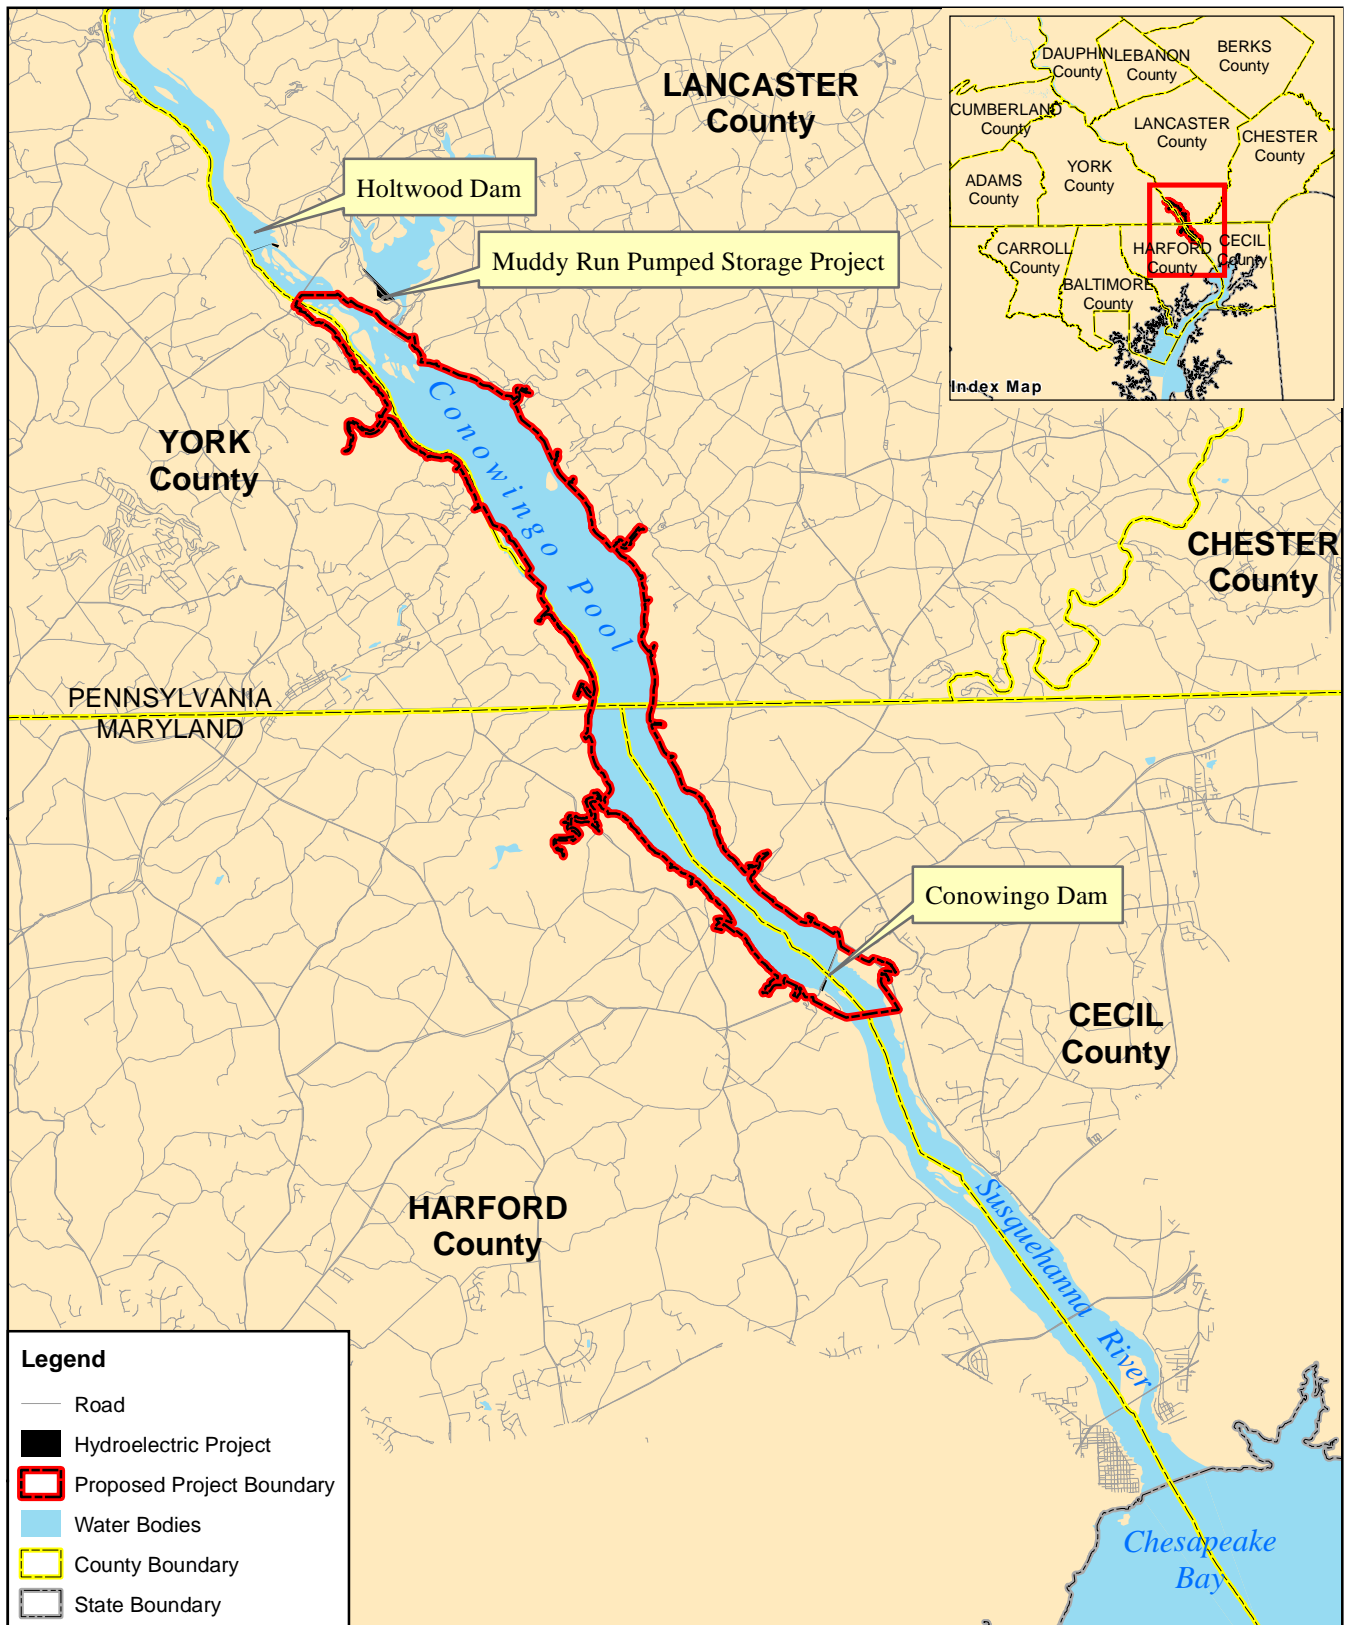 LANCASTER
County
Holtwood Dam
Muddy Run Pumped Storage Project
YORK
County
Conowingo Pool
CHESTER
County
PENNSYLVANIA
MARYLAND
Conowingo Dam
CECIL
County
HARFORD
County
Susquehanna River
Chesapeake
Bay
DAUPHIN
County
LEBANON
County
BERKS
County
CUMBERLAND
County
LANCASTER
County
CHESTER
County
YORK
County
ADAMS
County
CARROLL
County
HARFORD
County
CECIL
County
BALTIMORE
County
Index Map
Legend
Road
Hydroelectric Project
Proposed Project Boundary
Water Bodies
County Boundary
State Boundary